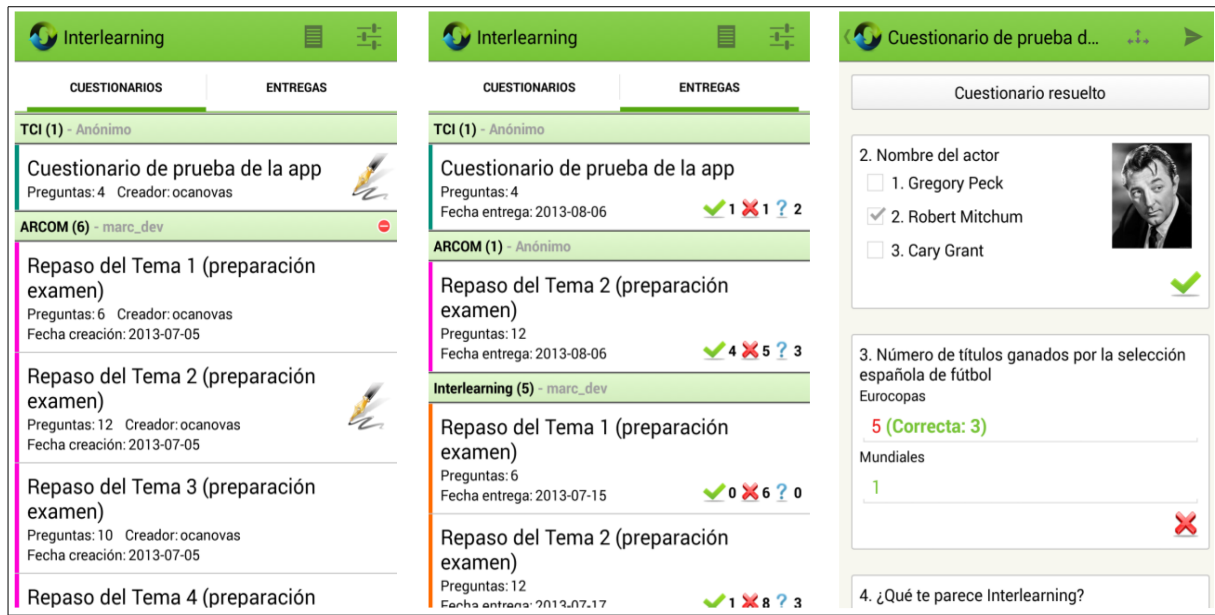 Interlearning
CUESTIONARIOS ENTREGAS
TCI (1) - Anónimo
Cuestionario de prueba de la app
Preguntas: 4 Creador: ocanovas
ARCOM (6) - marc_dev
Repaso del Tema 1 (preparación
examen)
Preguntas: 6 Creador: ocanovas
Fecha creación: 2013-07-05
Repaso del Tema 2 (preparación
examen)
Preguntas: 12 Creador: ocanovas
Fecha creación: 2013-07-05
Repaso del Tema 3 (preparación
examen)
Preguntas: 10 Creador: ocanovas
Fecha creación: 2013-07-05
Repaso del Tema 4 (preparación
Interlearning
CUESTIONARIOS ENTREGAS
TCI (1) - Anónimo
Cuestionario de prueba de la app
Preguntas: 4
Fecha entrega: 2013-08-06 1 1 ? 2
ARCOM (1) - Anónimo
Repaso del Tema 2 (preparación
examen)
Preguntas: 12
Fecha entrega: 2013-08-06 4 5 ? 3
Interlearning (5) - marc_dev
Repaso del Tema 1 (preparación
examen)
Preguntas: 6
Fecha entrega: 2013-07-15 0 6 ? 0
Repaso del Tema 2 (preparación
examen)
Preguntas: 12
Fecha entrega: 2013-07-17 1 8 ? 3
Cuestionario de prueba d...
Cuestionario resuelto
2. Nombre del actor
1. Gregory Peck
2. Robert Mitchum
3. Cary Grant
3. Número de títulos ganados por la selección
española de fútbol
Eurocopas
5 (Correcta: 3)
Mundiales
1
4. ¿Qué te parece Interlearning?